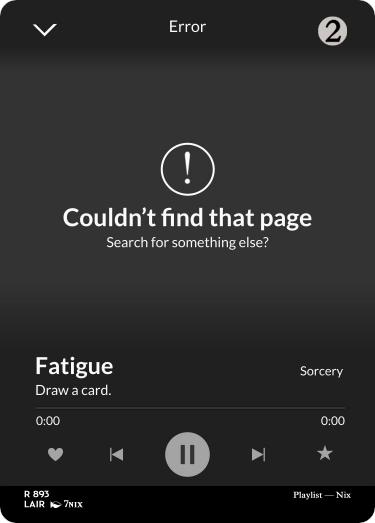 Error
2
!
Couldn't find that page
Search for something else?
Fatigue
Sorcery
Draw a card.
0:00
0:00
R 893
LAIR 7NIX
Playlist — Nix